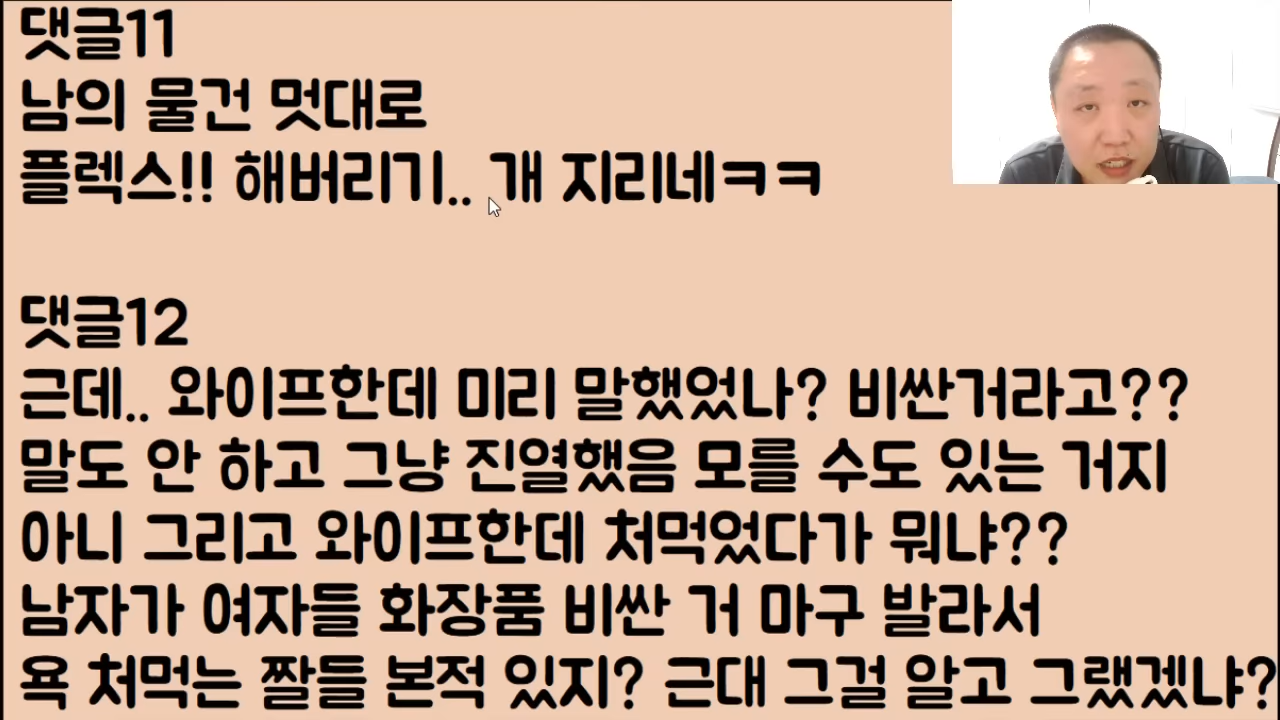 댓글11
남의 물건 멋대로
플렉스!! 해버리기.. 개 지리네ㅋㅋ
댓글12
근데.. 와이프한데 미리 말했었나? 비싼거라고??
말도 안 하고 그냥 진열했음 모를 수도 있는 거지
아니 그리고 와이프한데 처먹었다가 뭐냐??
남자가 여자들 화장품 비싼 거 마구 발라서
욕 처먹는 짤들 본적 있지? 근대 그걸 알고 그랬겠냐?